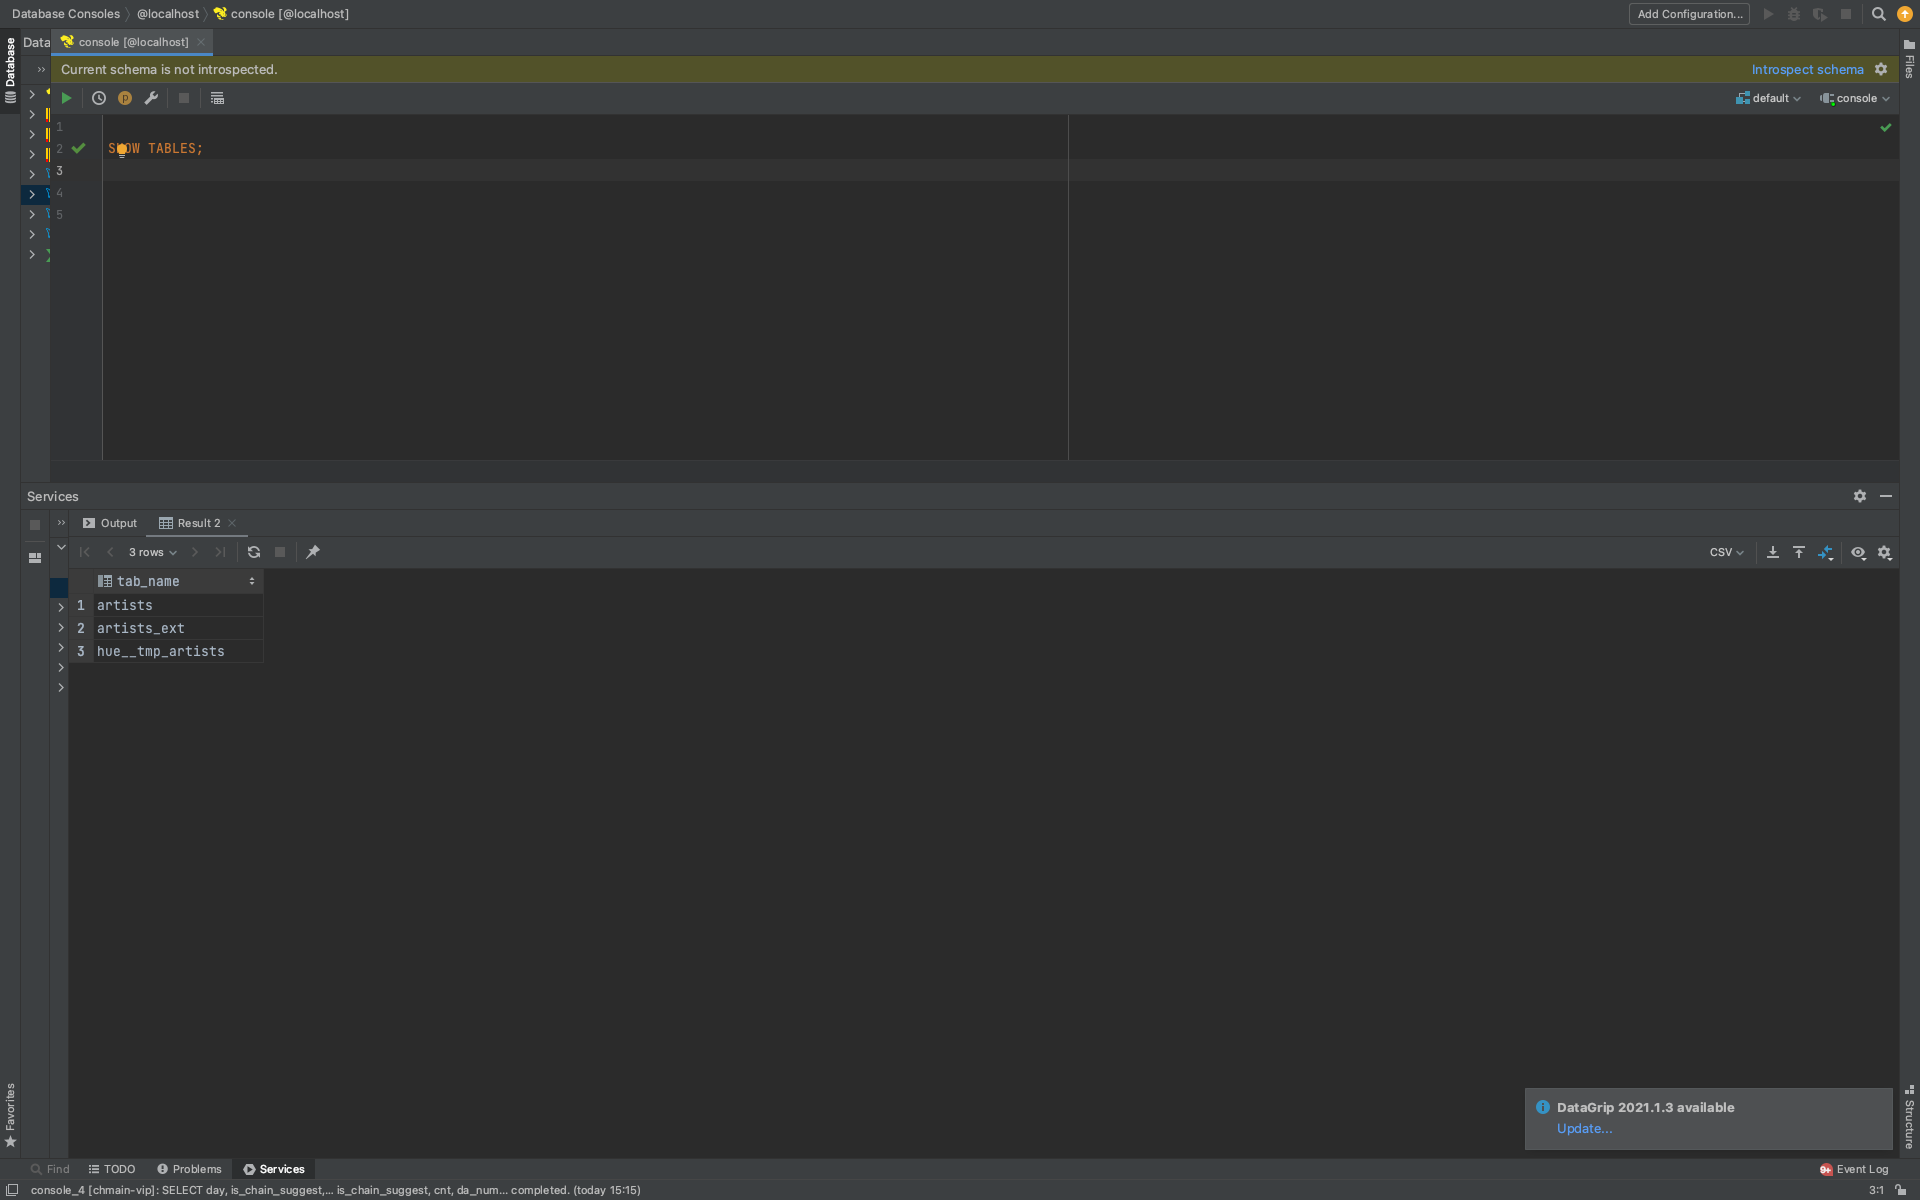 Database Consoles @localhost console [@localhost] Add Configuration...
Database
Data
console [@localhost]
Files
Current schema is not introspected. Introspect schema
default console
1
2 SHOW TABLES;
3
4
5
Services
Output Result 2
3 rows CSV
tab_name
1 artists
2 artists_ext
3 hue__tmp_artists
Favorites
Structure
DataGrip 2021.1.3 available
Update...
Find TODO Problems Services 9+ Event Log
console_4 [chmain-vip]: SELECT day, is_chain_suggest,... is_chain_suggest, cnt, da_num... completed. (today 15:15) 3:1